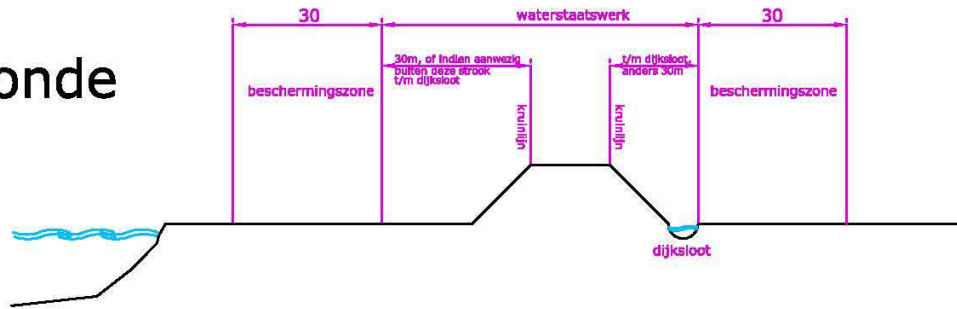 30
waterstaatswerk
30
onde
30m, of indien aanwezig
buiten deze strook
t/m dijksloot
t/m dijksloot,
anders 30m
beschermingszone
beschermingszone
kruinlijn
kruinlijn
dijksloot